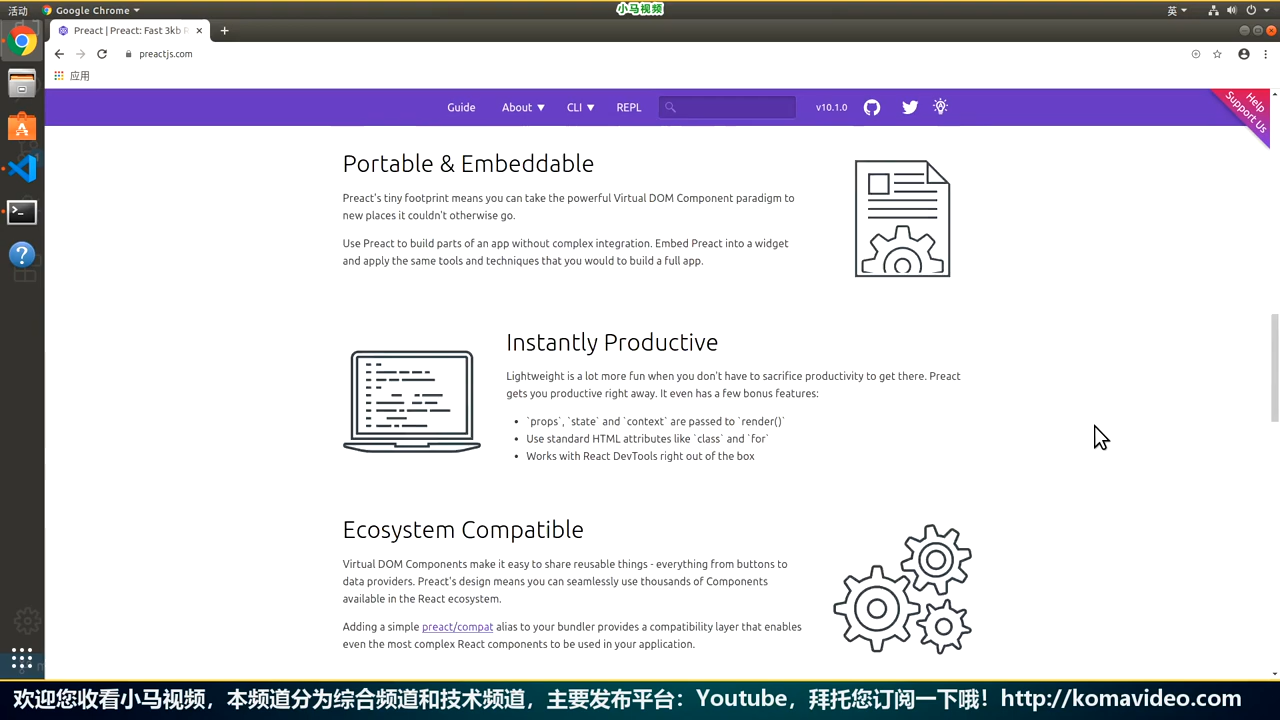 活动
Google Chrome
小马视频
英
Preact | Preact: Fast 3kb R
preactjs.com
应用
Guide
About
CLI
REPL
v10.1.0
Help
Support Us
Portable & Embeddable
Preact's tiny footprint means you can take the powerful Virtual DOM Component paradigm to
new places it couldn't otherwise go.
Use Preact to build parts of an app without complex integration. Embed Preact into a widget
and apply the same tools and techniques that you would to build a full app.
Instantly Productive
Lightweight is a lot more fun when you don't have to sacrifice productivity to get there. Preact
gets you productive right away. It even has a few bonus features:
• `props`, `state` and `context` are passed to `render()`
• Use standard HTML attributes like `class` and `for`
• Works with React DevTools right out of the box
Ecosystem Compatible
Virtual DOM Components make it easy to share reusable things - everything from buttons to
data providers. Preact's design means you can seamlessly use thousands of Components
available in the React ecosystem.
Adding a simple preact/compat alias to your bundler provides a compatibility layer that enables
even the most complex React components to be used in your application.
欢迎您收看小马视频，本频道分为综合频道和技术频道，主要发布平台：Youtube，拜托您订阅一下哦！http://komavideo.com